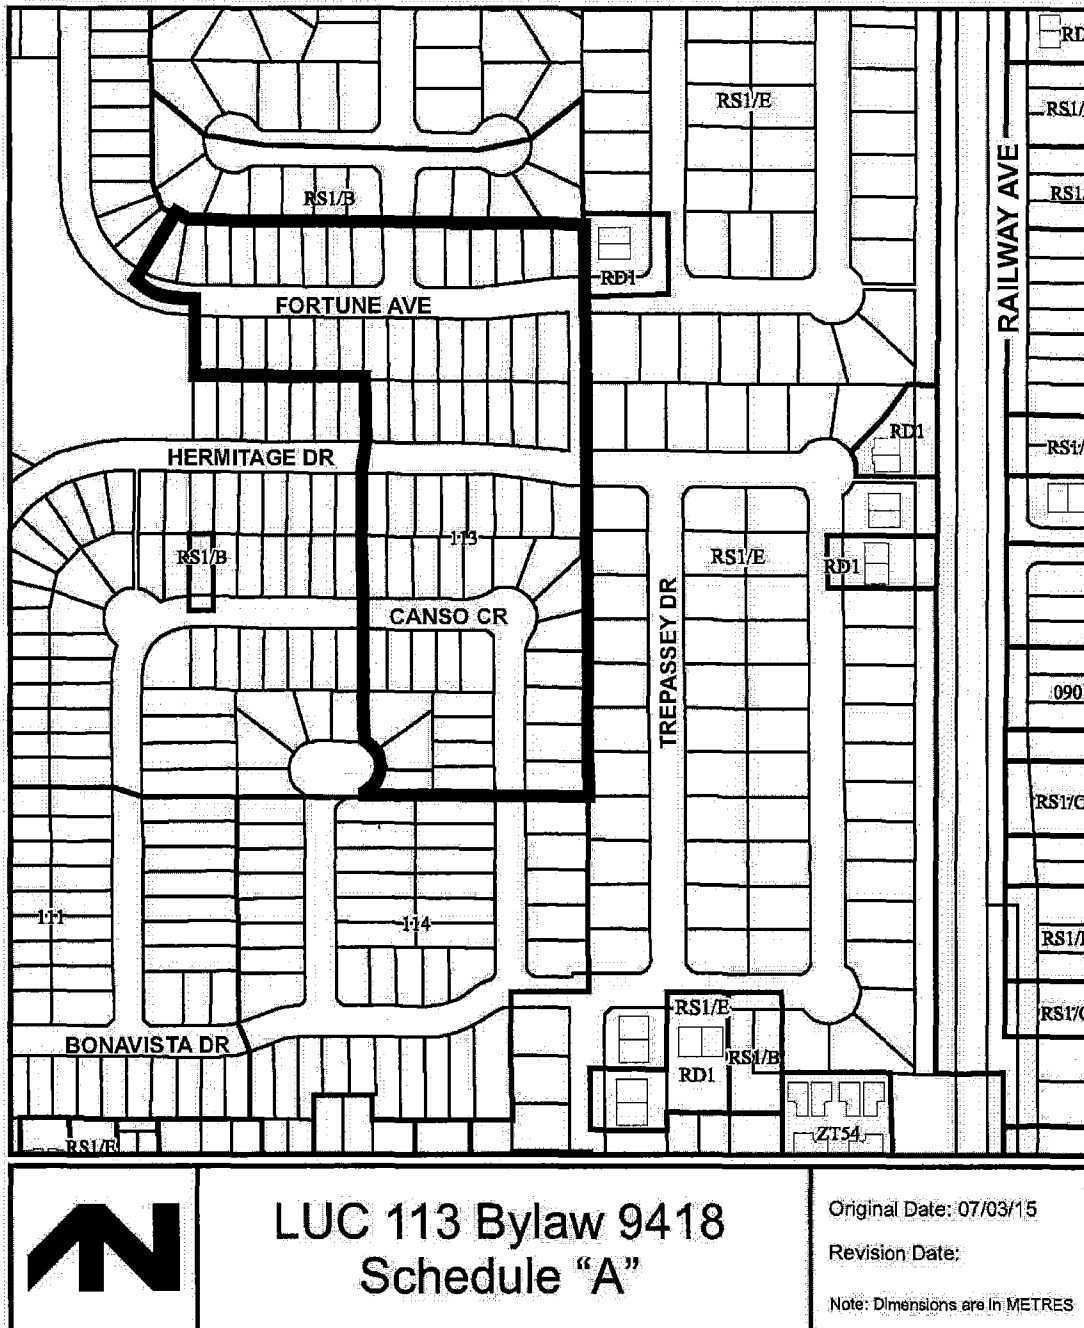 RS1/E
RS1/B
RAILWAY AVE
RD1
FORTUNE AVE
RD1
HERMITAGE DR
113
RS1/B
RS1/E
RD1
CANSO CR
TREPASSEY DR
090
RS1/C
111
114
RS1/E
BONAVISTA DR
RS1/B
RD1
ZT54
RS1/E
LUC 113 Bylaw 9418
Schedule “A”
Original Date: 07/03/15
Revision Date:
Note: Dimensions are in METRES